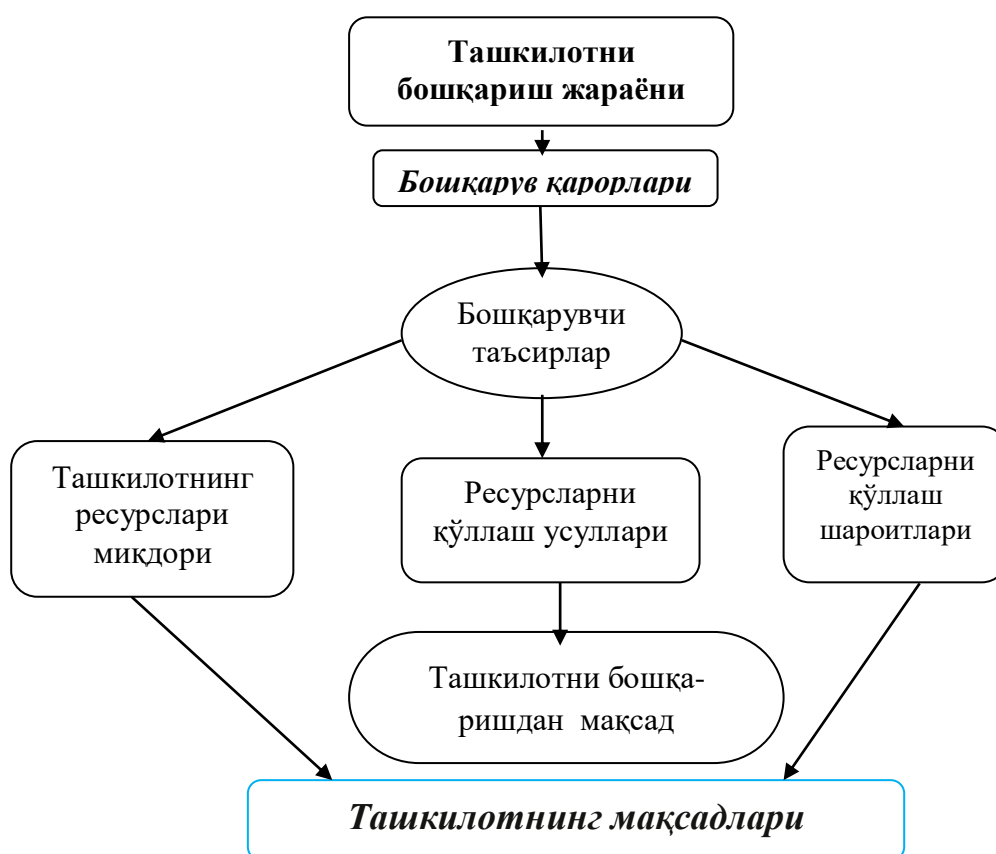 Ташкилотни
бошқариш жараёни
Бошқарув қарорлари
Бошқарувчи
таъсирлар
Ташкилотнинг
ресурслари
миқдори
Ресурсларни
қўллаш усуллари
Ресурсларни
қўллаш
шароитлари
Ташкилотни бошқа-
ришдан мақсад
Ташкилотнинг мақсадлари